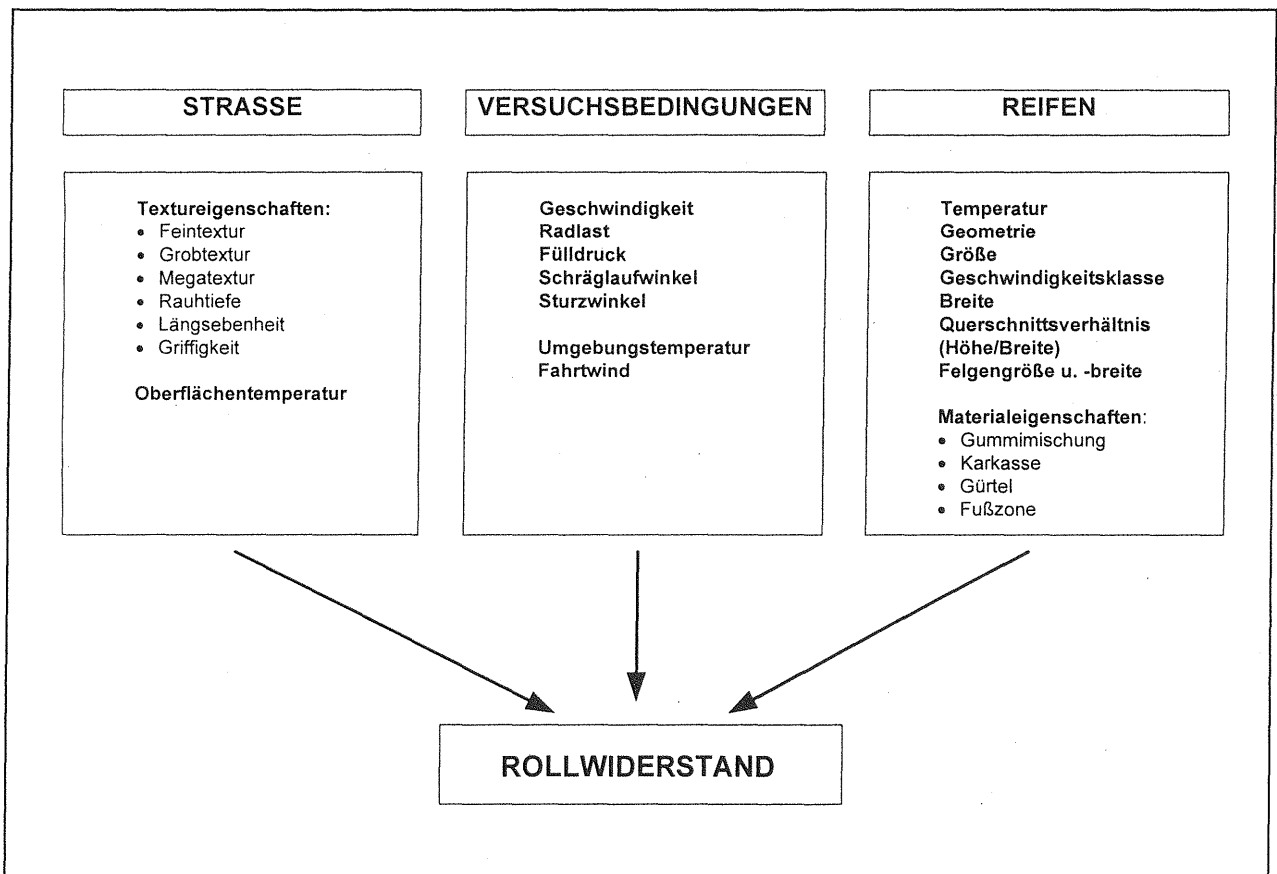 STRASSE
Textureigenschaften:
• Feintextur
• Grobtextur
• Megatextur
• Rauhtiefe
• Längsebenheit
• Griffigkeit
Oberflächentemperatur
VERSUCHSBEDINGUNGEN
Geschwindigkeit
Radlast
Fülldruck
Schräglaufwinkel
Sturzwinkel
Umgebungstemperatur
Fahrtwind
REIFEN
Temperatur
Geometrie
Größe
Geschwindigkeitsklasse
Breite
Querschnittsverhältnis
(Höhe/Breite)
Felgengröße u. -breite
Materialeigenschaften:
• Gummimischung
• Karkasse
• Gürtel
• Fußzone
ROLLWIDERSTAND